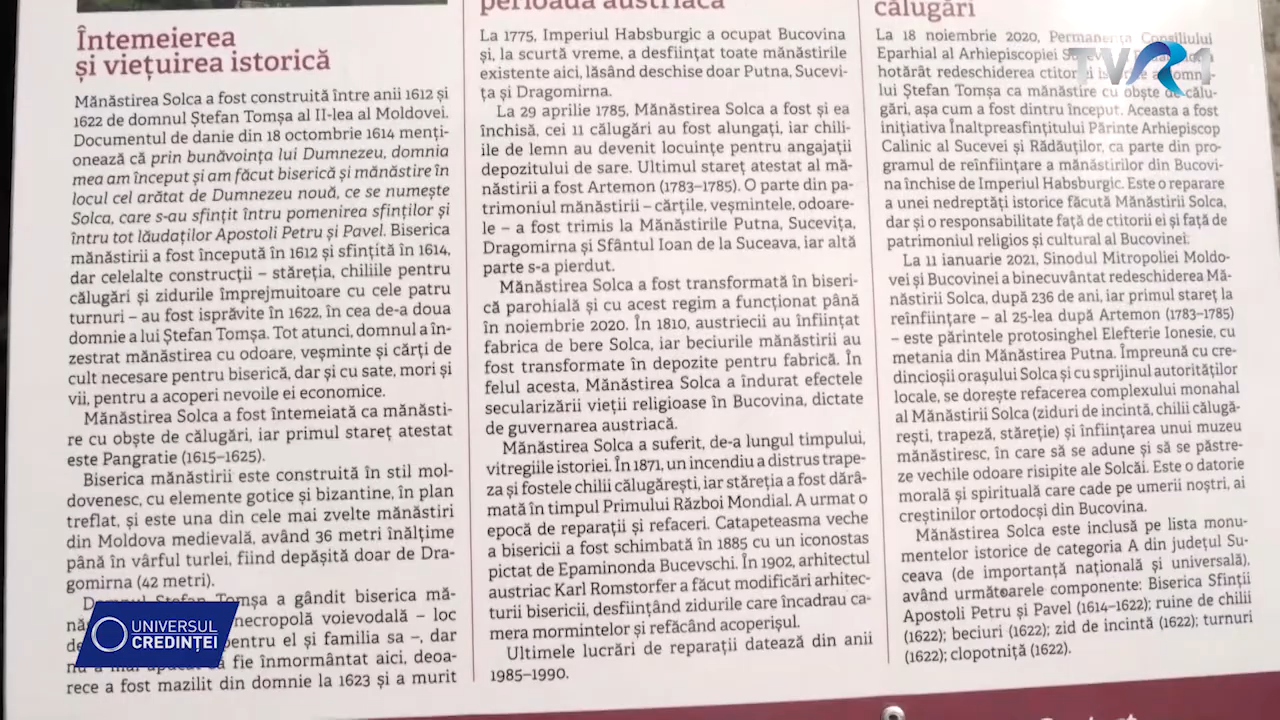 Întemeierea
și viețuirea istorică
Mănăstirea Solca a fost construită între anii 1612 și
1622 de domnul Ștefan Tomșa al II-lea al Moldovei.
Documentul de danie din 18 octombrie 1614 menți-
onează că prin bunăvoința lui Dumnezeu, domnia
mea am început și am făcut biserică și mănăstire în
locul cel arătat de Dumnezeu nouă, ce se numește
Solca, care s-au sfințit întru pomenirea sfinților și
întru tot lăudaților Apostoli Petru și Pavel. Biserica
mănăstirii a fost începută în 1612 și sfințită în 1614,
dar celelalte construcții – stăreția, chiliile pentru
călugări și zidurile împrejmuitoare cu cele patru
turnuri – au fost isprăvite în 1622, în cea de-a doua
domnie a lui Ștefan Tomșa. Tot atunci, domnul a în-
zestrat mănăstirea cu odoare, veșminte și cărți de
cult necesare pentru biserică, dar și cu sate, mori și
vii, pentru a acoperi nevoile ei economice.
Mănăstirea Solca a fost întemeiată ca mănăsti-
re cu obște de călugări, iar primul stareț atestat
este Pangratie (1615–1625).
Biserica mănăstirii este construită în stil mol-
dovenesc, cu elemente gotice și bizantine, în plan
treflat, și este una din cele mai zvelte mănăstiri
din Moldova medievală, având 36 metri înălțime
până în vârful turlei, fiind depășită doar de Dra-
gomirna (42 metri).
Domnul Ștefan Tomșa a gândit biserica mă-
necropolă voievodală – loc
pentru el și familia sa –, dar
fie înmormântat aici, deoa-
rece a fost mazilit din domnie la 1623 și a murit
perioada austriacă
La 1775, Imperiul Habsburgic a ocupat Bucovina
și, la scurtă vreme, a desființat toate mănăstirile
existente aici, lăsând deschise doar Putna, Sucevi-
ța și Dragomirna.
La 29 aprilie 1785, Mănăstirea Solca a fost și ea
închisă, cei 11 călugări au fost alungați, iar chili-
ile de lemn au devenit locuințe pentru angajații
depozitului de sare. Ultimul stareț atestat al mă-
năstirii a fost Artemon (1783–1785). O parte din pa-
trimoniul mănăstirii – cărțile, veșmintele, odoare-
le – a fost trimis la Mănăstirile Putna, Sucevița,
Dragomirna și Sfântul Ioan de la Suceava, iar altă
parte s-a pierdut.
Mănăstirea Solca a fost transformată în biseri-
că parohială și cu acest regim a funcționat până
în noiembrie 2020. În 1810, austriecii au înființat
fabrica de bere Solca, iar beciurile mănăstirii au
fost transformate în depozite pentru fabrică. În
felul acesta, Mănăstirea Solca a îndurat efectele
secularizării vieții religioase în Bucovina, dictate
de guvernarea austriacă.
Mănăstirea Solca a suferit, de-a lungul timpului,
vitregiile istoriei. În 1871, un incendiu a distrus trape-
za și fostele chilii călugărești, iar stăreția a fost dărâ-
mată în timpul Primului Război Mondial. A urmat o
epocă de reparații și refaceri. Catapeteasma veche
a bisericii a fost schimbată în 1885 cu un iconostas
pictat de Epaminonda Bucevschi. În 1902, arhitectul
austriac Karl Romstorfer a făcut modificări arhitec-
turii bisericii, desființând zidurile care încadrau ca-
mera mormintelor și refăcând acoperișul.
Ultimele lucrări de reparații datează din anii
1985–1990.
călugări
La 18 noiembrie 2020, Permanența Consiliului
Eparhial al Arhiepiscopiei
hotărât redeschiderea ctitoriei
lui Ștefan Tomșa ca mănăstire cu obște de călu-
gări, așa cum a fost dintru început. Aceasta a fost
inițiativa Înaltpreasfințitului Părinte Arhiepiscop
Calinic al Sucevei și Rădăuților, ca parte din pro-
gramul de reînființare a mănăstirilor din Bucovi-
na închise de Imperiul Habsburgic. Este o reparare
a unei nedreptăți istorice făcută Mănăstirii Solca,
dar și o responsabilitate față de ctitorii ei și față de
patrimoniul religios și cultural al Bucovinei.
La 11 ianuarie 2021, Sinodul Mitropoliei Moldo-
vei și Bucovinei a binecuvântat redeschiderea Mă-
năstirii Solca, după 236 de ani, iar primul stareț la
reînființare – al 25-lea după Artemon (1783–1785)
– este părintele protosinghel Elefterie Ionesie, cu
metania din Mănăstirea Putna. Împreună cu cre-
dincioșii orașului Solca și cu sprijinul autorităților
locale, se dorește refacerea complexului monahal
al Mănăstirii Solca (ziduri de incintă, chilii călugă-
rești, trapeză, stăreție) și înființarea unui muzeu
mănăstiresc, în care să se adune și să se păstre-
ze vechile odoare risipite ale Solcăi. Este o datorie
morală și spirituală care cade pe umerii noștri, ai
creștinilor ortodocși din Bucovina.
Mănăstirea Solca este inclusă pe lista monu-
mentelor istorice de categoria A din județul Su-
ceava (de importanță națională și universală),
având următoarele componente: Biserica Sfinții
Apostoli Petru și Pavel (1614–1622); ruine de chilii
(1622); beciuri (1622); zid de incintă (1622); turnuri
(1622); clopotniță (1622).
TVR1
UNIVERSUL
CREDINȚEI